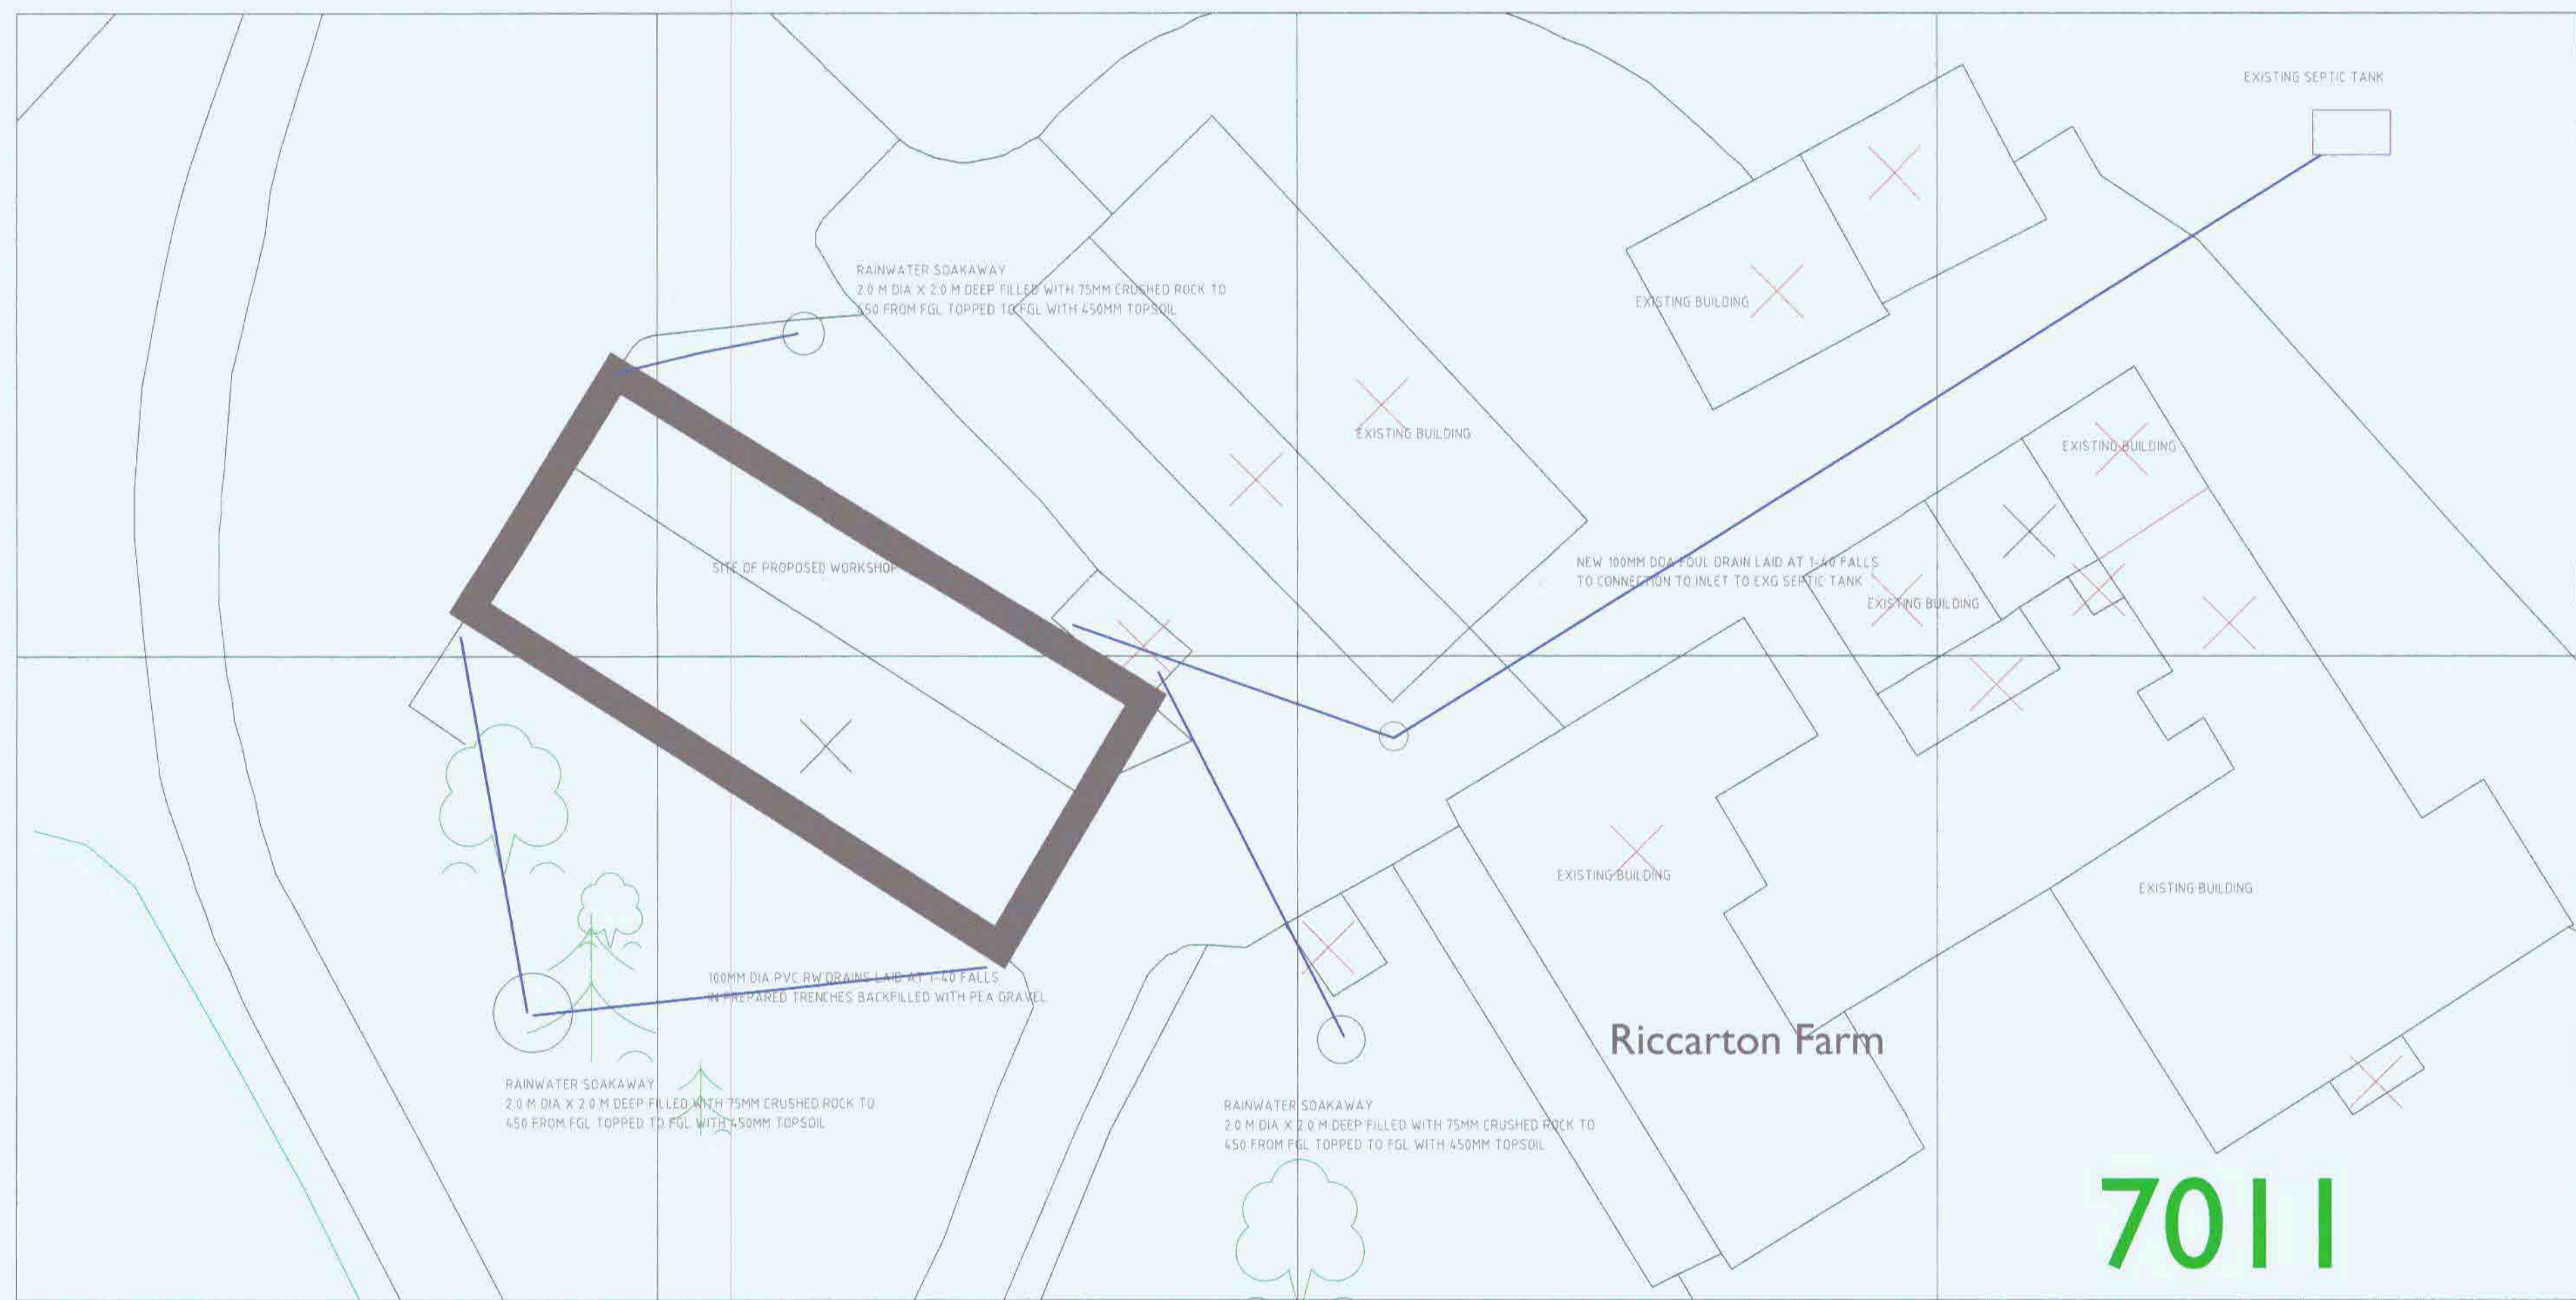 EXISTING SEPTIC TANK
RAINWATER SOAKAWAY
2.0 M DIA X 2.0 M DEEP FILLED WITH 75MM CRUSHED ROCK TO
450 FROM FGL TOPPED TO FGL WITH 450MM TOPSOIL
EXISTING BUILDING
EXISTING BUILDING
EXISTING BUILDING
SITE OF PROPOSED WORKSHOP
NEW 100MM DOA FOUL DRAIN LAID AT 1-40 FALLS
TO CONNECTION TO INLET TO EXG SEPTIC TANK
EXISTING BUILDING
EXISTING BUILDING
EXISTING BUILDING
100MM DIA PVC RW DRAINS LAID AT 1-40 FALLS
IN PREPARED TRENCHES BACKFILLED WITH PEA GRAVEL
Riccarton Farm
RAINWATER SOAKAWAY
2.0 M DIA X 2.0 M DEEP FILLED WITH 75MM CRUSHED ROCK TO
450 FROM FGL TOPPED TO FGL WITH 450MM TOPSOIL
RAINWATER SOAKAWAY
2.0 M DIA X 2.0 M DEEP FILLED WITH 75MM CRUSHED ROCK TO
450 FROM FGL TOPPED TO FGL WITH 450MM TOPSOIL
7011